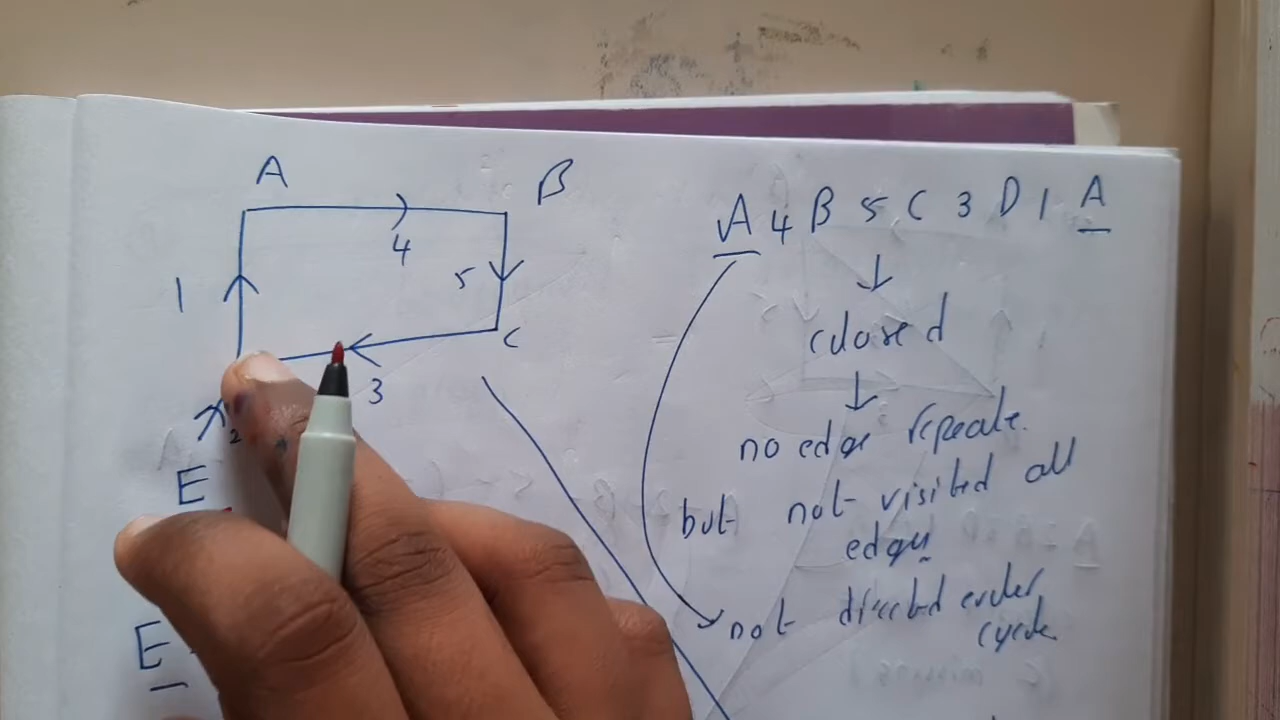 A B
4
1 5
C
3
2
E
E
A 4 B 5 C 3 D 1 A
closed
no edge repeate.
but not visited all
edges
not directed euler
cycle